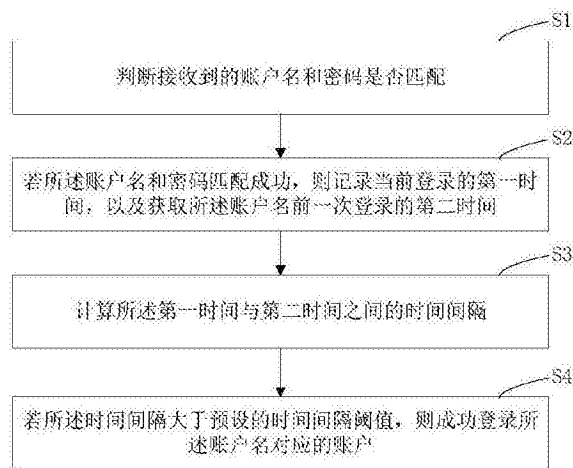 S1
判断接收到的账户名和密码是否匹配
S2
若所述账户名和密码匹配成功，则记录当前登录的第一时
间，以及获取所述账户名前一次登录的第二时间
S3
计算所述第一时间与第二时间之间的时间间隔
S4
若所述时间间隔大于预设的时间间隔阈值，则成功登录所
述账户名对应的账户